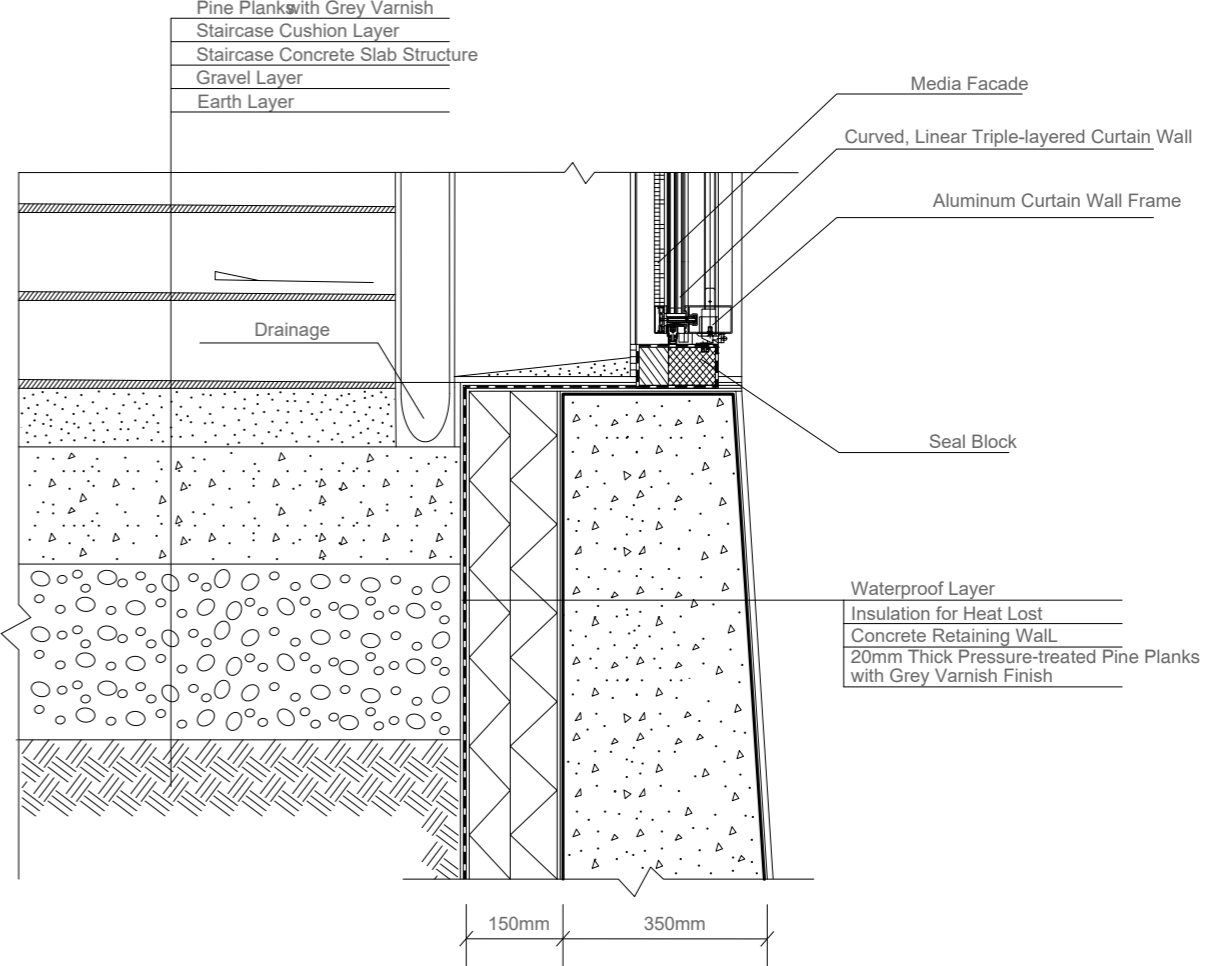 Pine Planks with Grey Varnish
Staircase Cushion Layer
Staircase Concrete Slab Structure
Gravel Layer
Earth Layer
Media Facade
Curved, Linear Triple-layered Curtain Wall
Aluminum Curtain Wall Frame
Drainage
Seal Block
Waterproof Layer
Insulation for Heat Lost
Concrete Retaining WalL
20mm Thick Pressure-treated Pine Planks
with Grey Varnish Finish
150mm
350mm